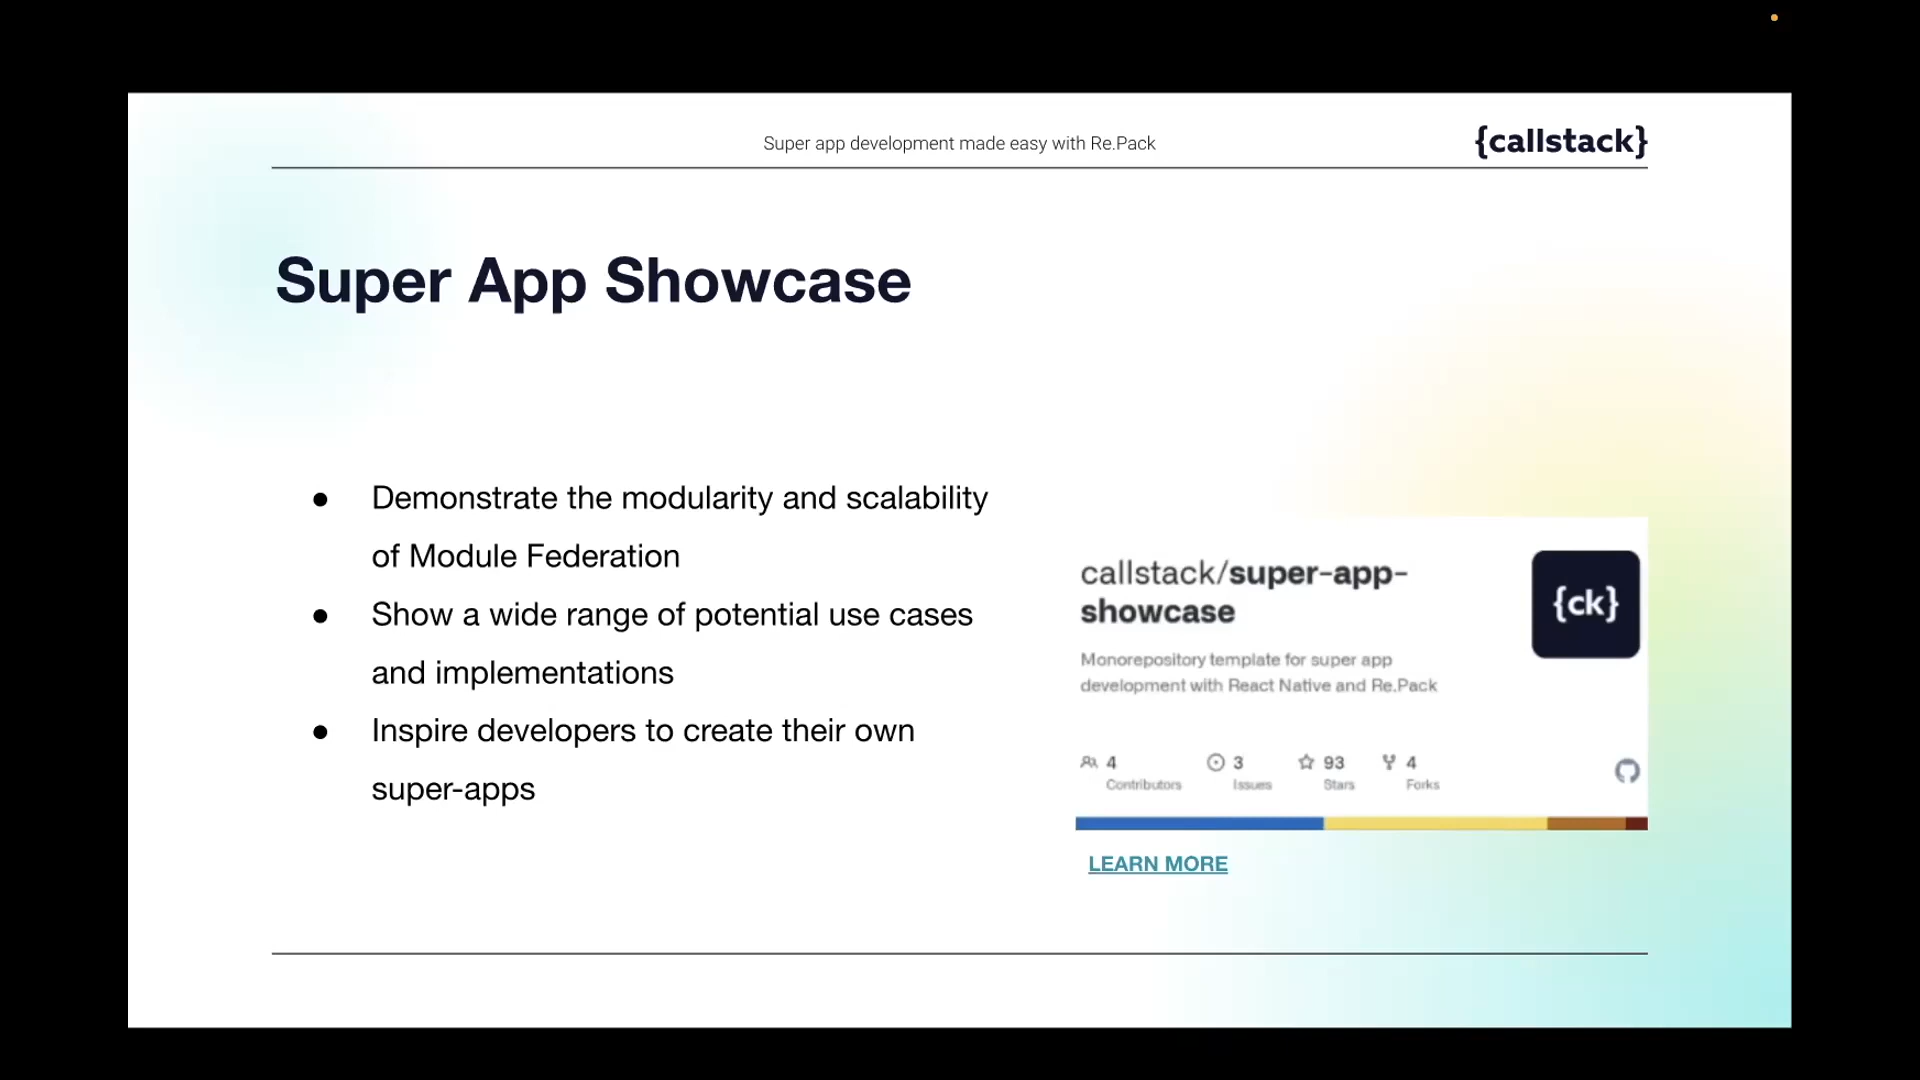 Super app development made easy with Re.Pack
{callstack}
Super App Showcase
● Demonstrate the modularity and scalability
of Module Federation
● Show a wide range of potential use cases
and implementations
● Inspire developers to create their own
super-apps
callstack/super-app-
showcase
{ck}
Monorepository template for super app
development with React Native and Re.Pack
4 3 93 4
Contributors Issues Stars Forks
LEARN MORE